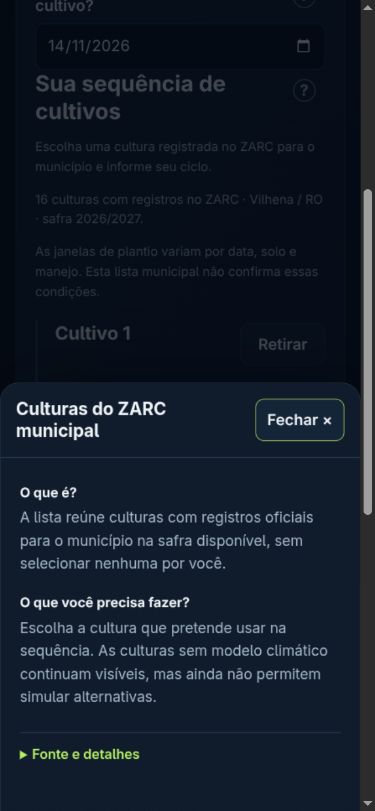 cultivo?
14/11/2026
Sua sequência de
cultivos
?
Escolha uma cultura registrada no ZARC para o
município e informe seu ciclo.
16 culturas com registros no ZARC · Vilhena / RO
· safra 2026/2027.
As janelas de plantio variam por data, solo e
manejo. Esta lista municipal não confirma essas
condições.
Cultivo 1
Retirar
Culturas do ZARC
municipal
Fechar ×
O que é?
A lista reúne culturas com registros oficiais
para o município na safra disponível, sem
selecionar nenhuma por você.
O que você precisa fazer?
Escolha a cultura que pretende usar na
sequência. As culturas sem modelo climático
continuam visíveis, mas ainda não permitem
simular alternativas.
▶ Fonte e detalhes